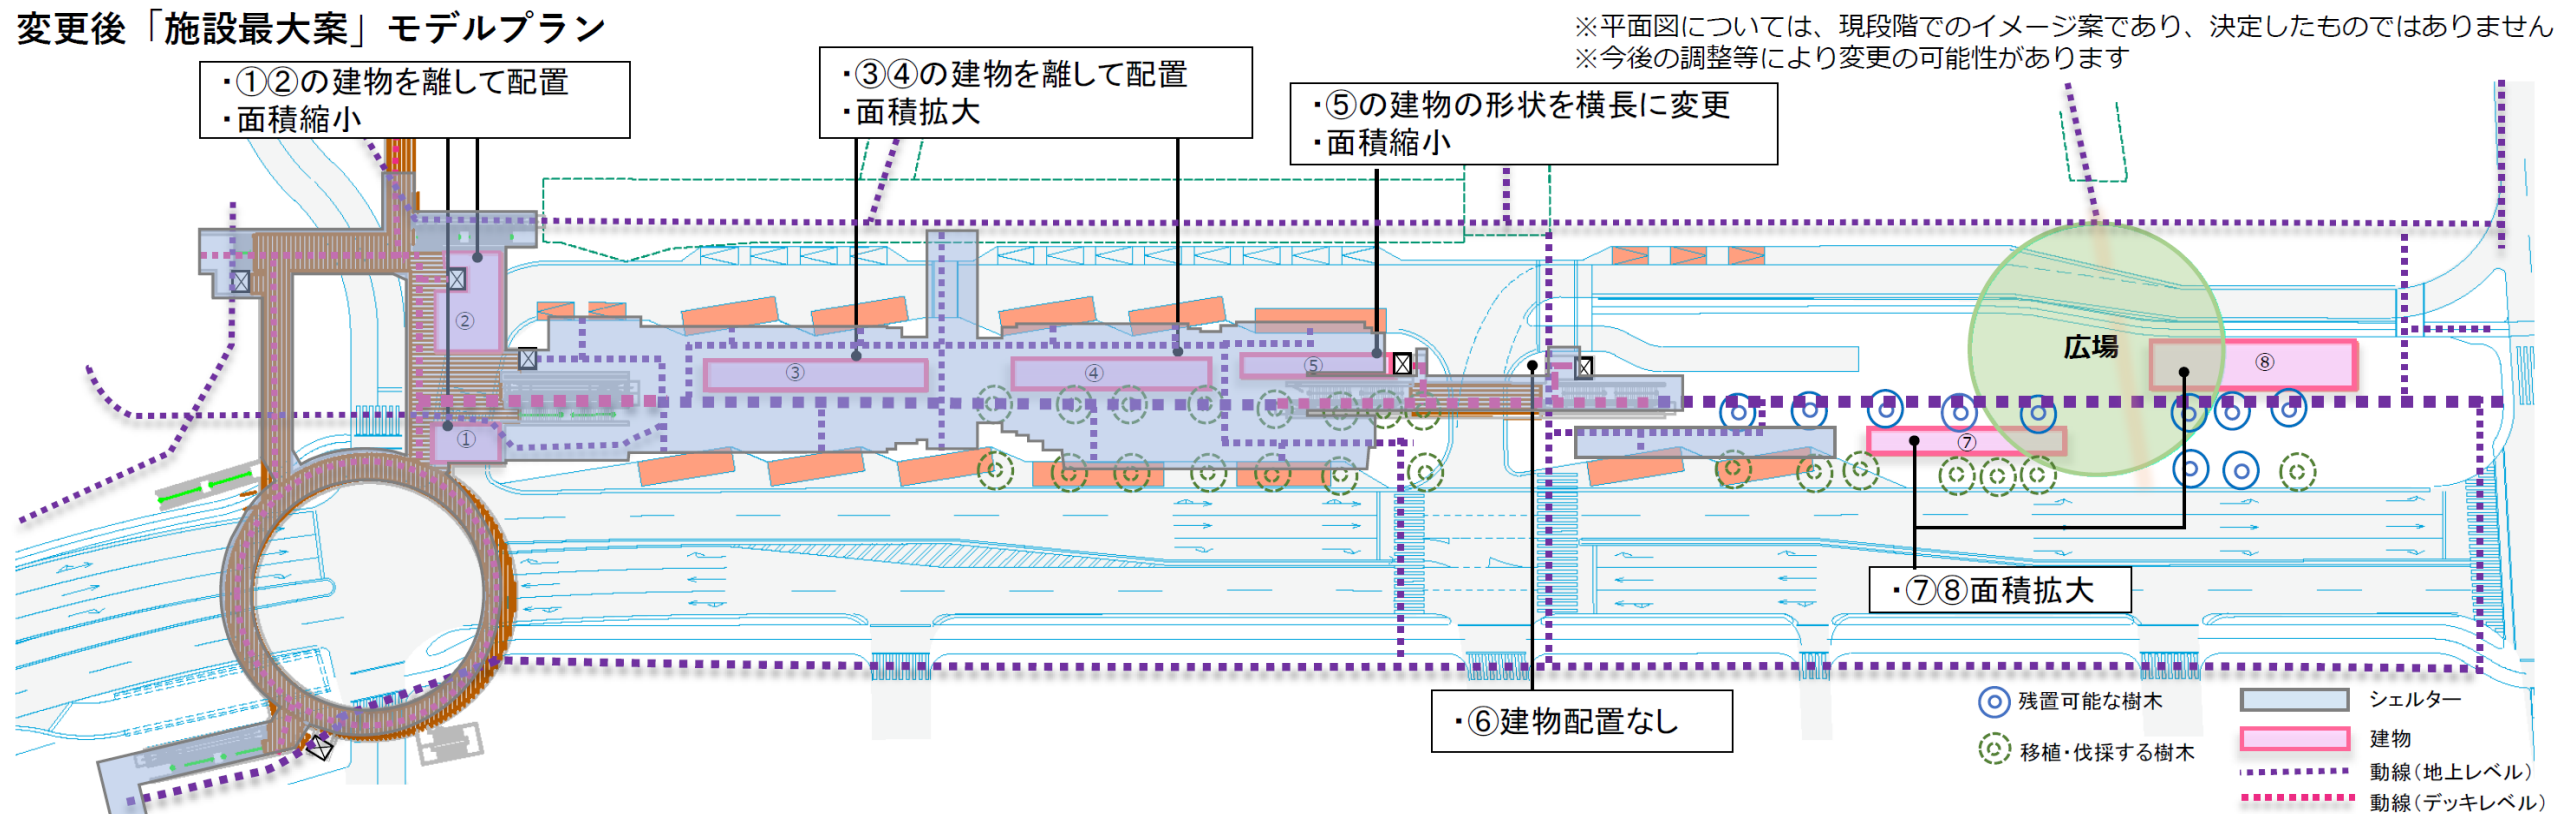 変更後「施設最大案」モデルプラン
※平面図については、現段階でのイメージ案であり、決定したものではありません
※今後の調整等により変更の可能性があります
・①②の建物を離して配置
・面積縮小
・③④の建物を離して配置
・面積拡大
・⑤の建物の形状を横長に変更
・面積縮小
②
③
④
⑤
①
広場
⑧
⑦
・⑦⑧面積拡大
・⑥建物配置なし
残置可能な樹木
移植・伐採する樹木
シェルター
建物
動線（地上レベル）
動線（デッキレベル）